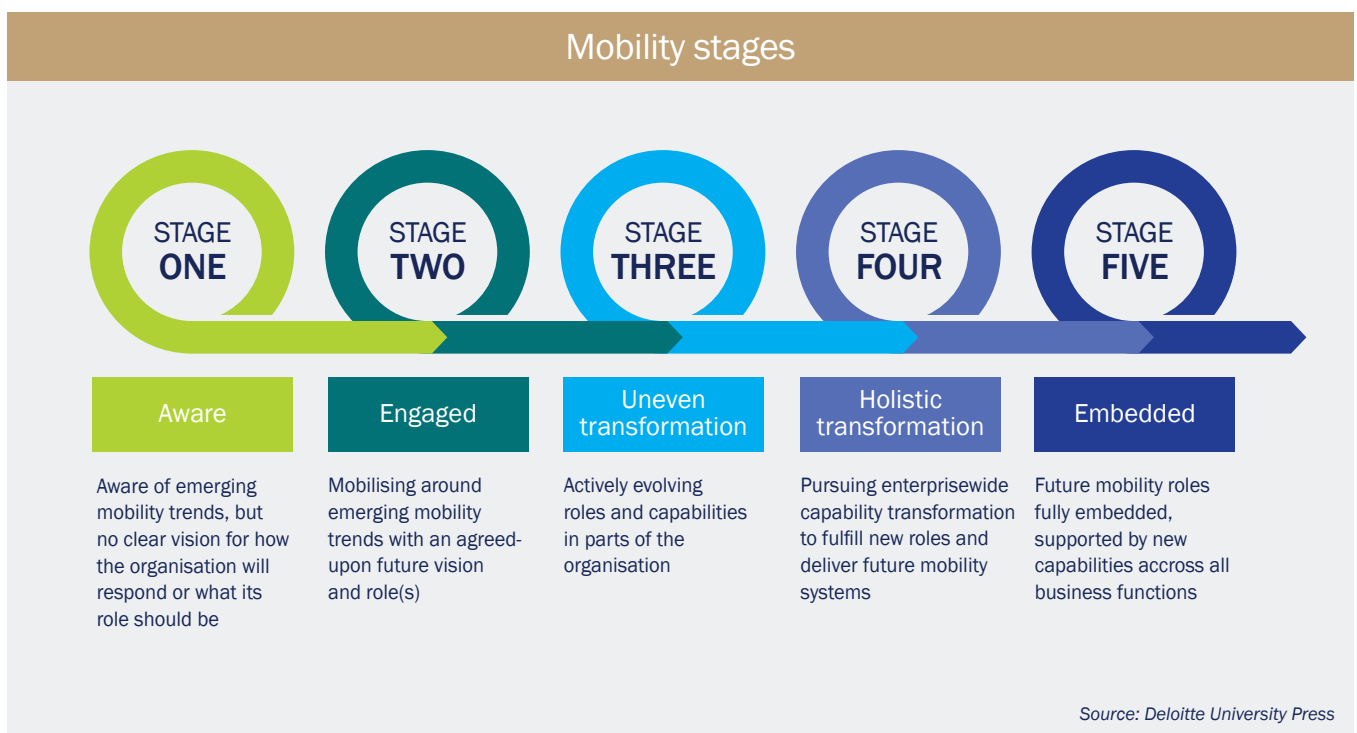 Mobility stages
STAGE
ONE
STAGE
TWO
STAGE
THREE
STAGE
FOUR
STAGE
FIVE
Aware
Engaged
Uneven
transformation
Holistic
transformation
Embedded
Aware of emerging
mobility trends, but
no clear vision for how
the organisation will
respond or what its
role should be
Mobilising around
emerging mobility
trends with an agreed-
upon future vision
and role(s)
Actively evolving
roles and capabilities
in parts of the
organisation
Pursuing enterprisewide
capability transformation
to fulfill new roles and
deliver future mobility
systems
Future mobility roles
fully embedded,
supported by new
capabilities accross all
business functions
Source: Deloitte University Press